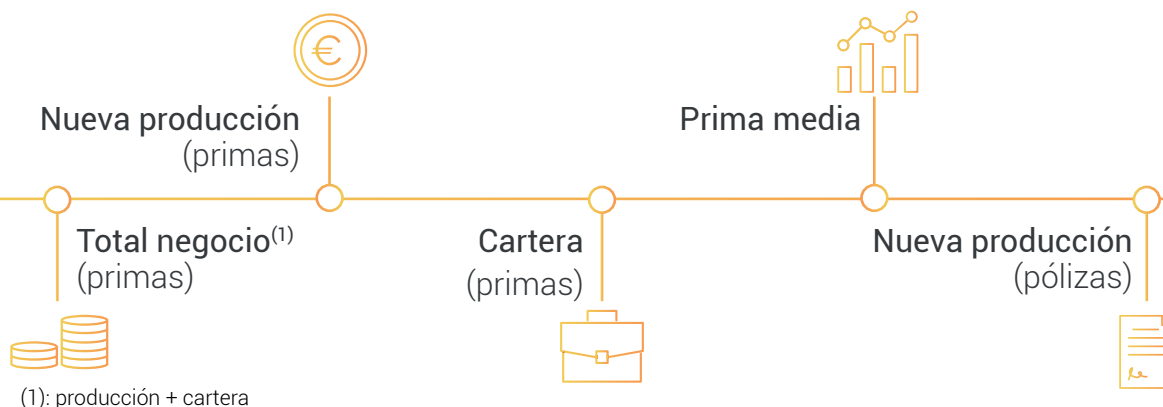 Nueva producción
(primas)
Prima media
Total negocio(1)
(primas)
Cartera
(primas)
Nueva producción
(pólizas)
(1): producción + cartera